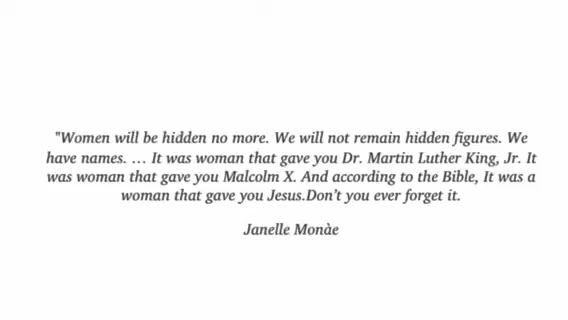 "Women will be hidden no more. We will not remain hidden figures. We
have names. … It was woman that gave you Dr. Martin Luther King, Jr. It
was woman that gave you Malcolm X. And according to the Bible, It was a
woman that gave you Jesus.Don’t you ever forget it.
Janelle Monàe